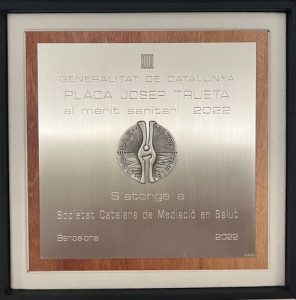 GENERALITAT DE CATALUNYA
PLACA JOSEP TRUETA
al mèrit sanitari 2022
S'atorga a
Societat Catalana de Mediació en Salut
Barcelona 2022